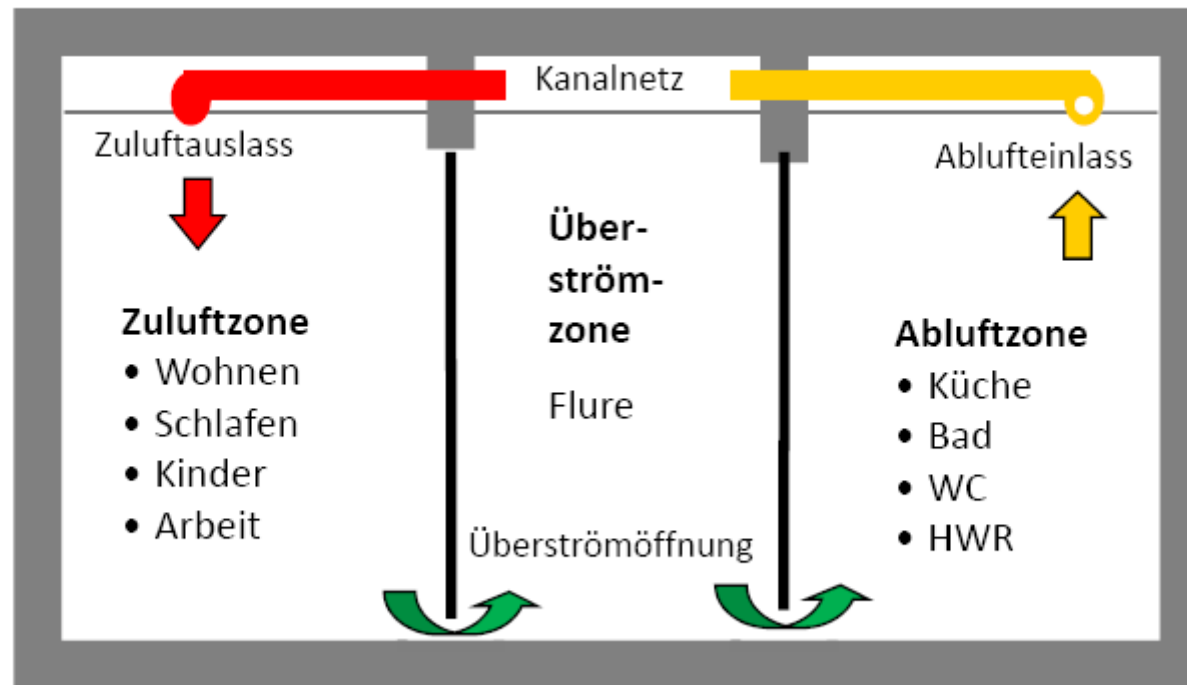 Kanalnetz
Zuluftauslass
Ablufteinlass
Zuluftzone
• Wohnen
• Schlafen
• Kinder
• Arbeit
Über-
ström-
zone
Flure
Überströmöffnung
Abluftzone
• Küche
• Bad
• WC
• HWR